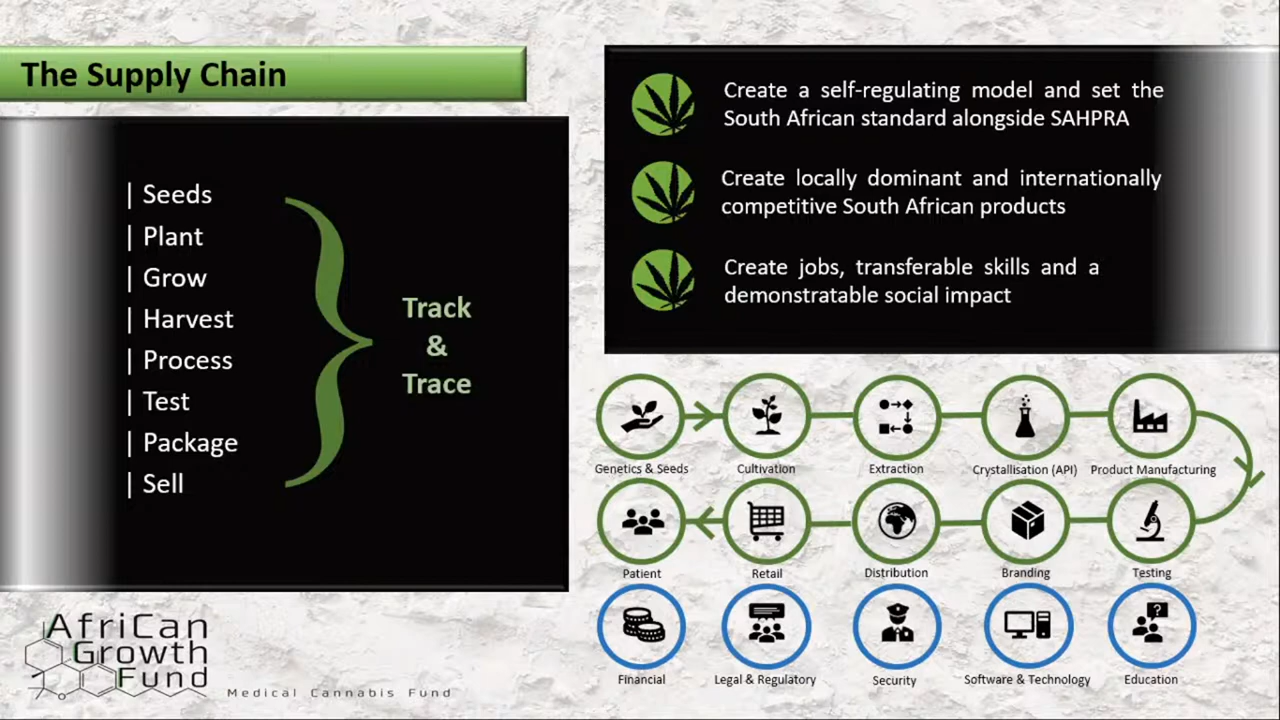 The Supply Chain
| Seeds
| Plant
| Grow
| Harvest
| Process
| Test
| Package
| Sell
Track
&
Trace
Create a self-regulating model and set the
South African standard alongside SAHPRA
Create locally dominant and internationally
competitive South African products
Create jobs, transferable skills and a
demonstratable social impact
Genetics & Seeds
Cultivation
Extraction
Crystallisation (API)
Product Manufacturing
Patient
Retail
Distribution
Branding
Testing
?
Financial
Legal & Regulatory
Security
Software & Technology
Education
AfriCan
Growth
Fund
Medical Cannabis Fund